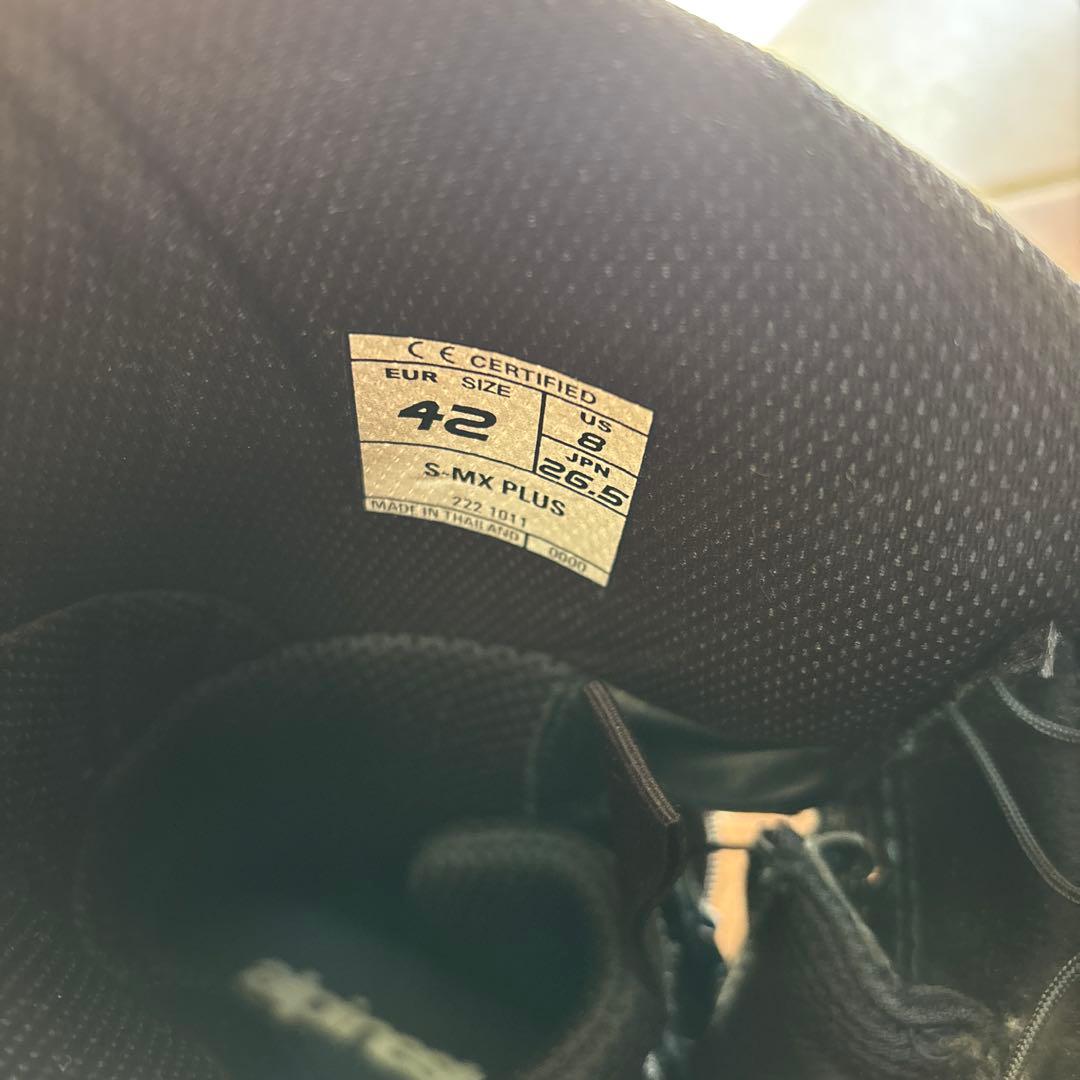 CE CERTIFIED
EUR SIZE
42
US
8
JPN
26.5
S-MX PLUS
222 1011
MADE IN THAILAND
0000